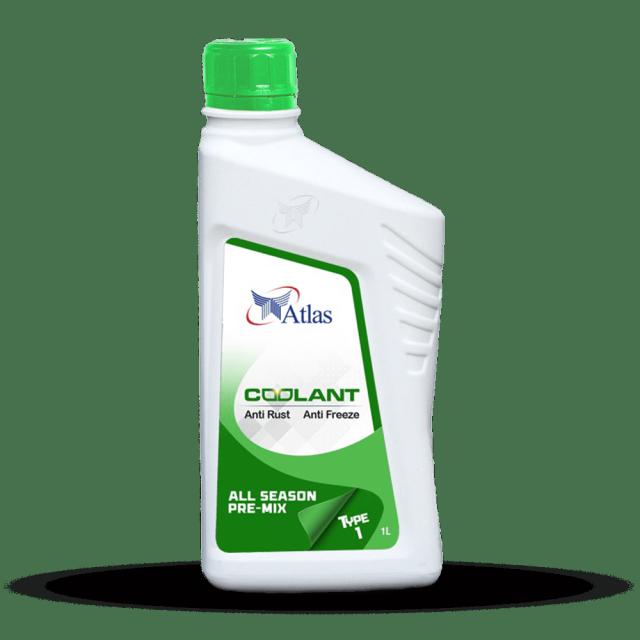 Atlas
COOLANT
Anti Rust Anti Freeze
ALL SEASON
PRE-MIX
TYPE
1
1L